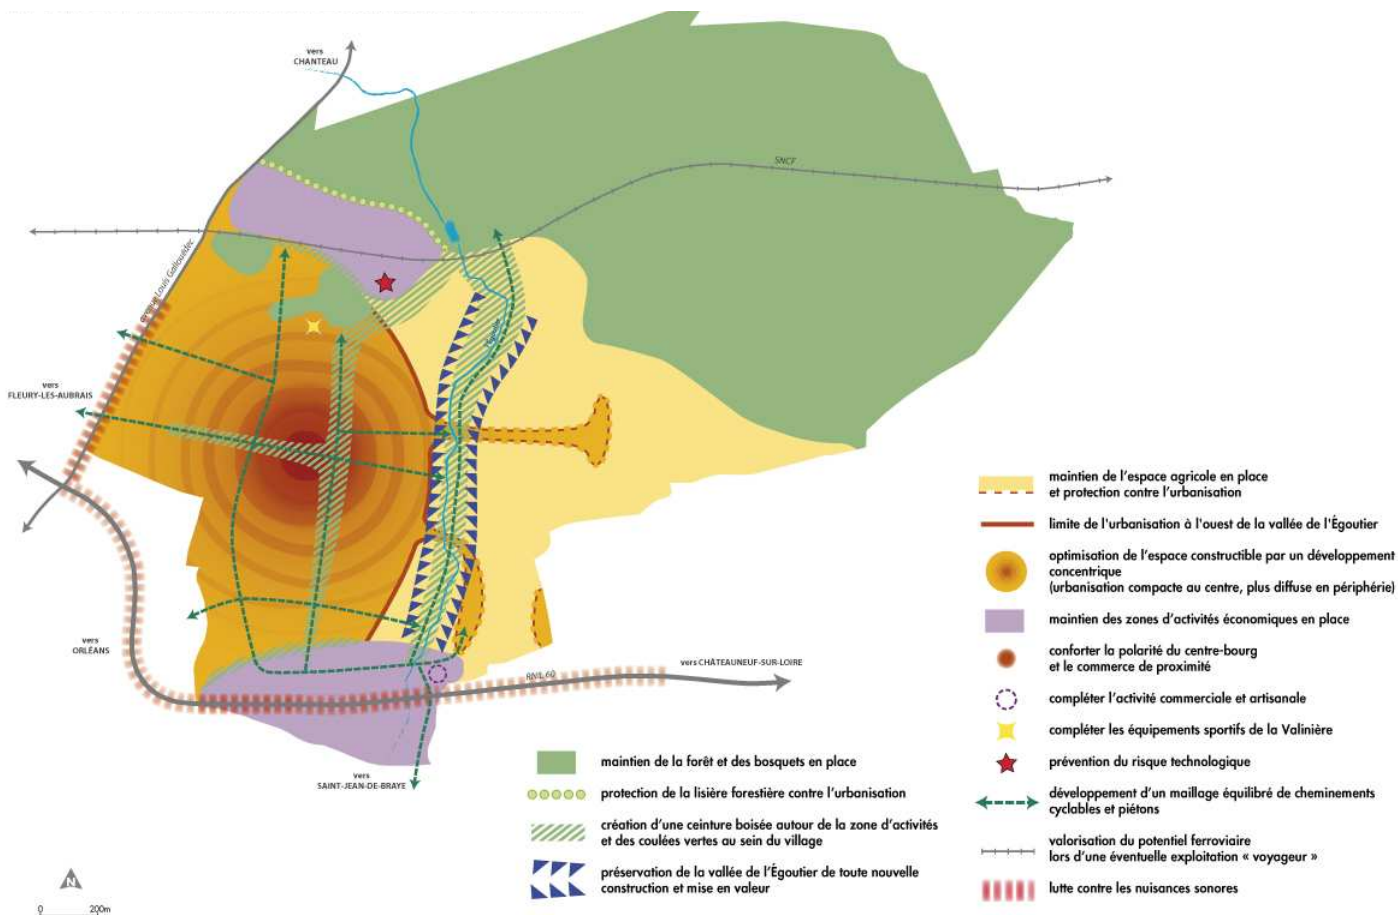 vers
CHANTEAU
SNCF
avenue Louis Gallouédec
l'Égoutier
vers
FLEURY-LES-AUBRAIS
vers
ORLÉANS
vers CHÂTEAUNEUF-SUR-LOIRE
RNIL 60
vers
SAINT-JEAN-DE-BRAYE
N
0 200m
maintien de la forêt et des bosquets en place
protection de la lisière forestière contre l'urbanisation
création d'une ceinture boisée autour de la zone d'activités
et des coulées vertes au sein du village
préservation de la vallée de l'Égoutier de toute nouvelle
construction et mise en valeur
maintien de l'espace agricole en place
et protection contre l'urbanisation
limite de l'urbanisation à l'ouest de la vallée de l'Égoutier
optimisation de l'espace constructible par un développement
concentrique
(urbanisation compacte au centre, plus diffuse en périphérie)
maintien des zones d'activités économiques en place
conforter la polarité du centre-bourg
et le commerce de proximité
compléter l'activité commerciale et artisanale
compléter les équipements sportifs de la Valinière
prévention du risque technologique
développement d'un maillage équilibré de cheminements
cyclables et piétons
valorisation du potentiel ferroviaire
lors d'une éventuelle exploitation « voyageur »
lutte contre les nuisances sonores